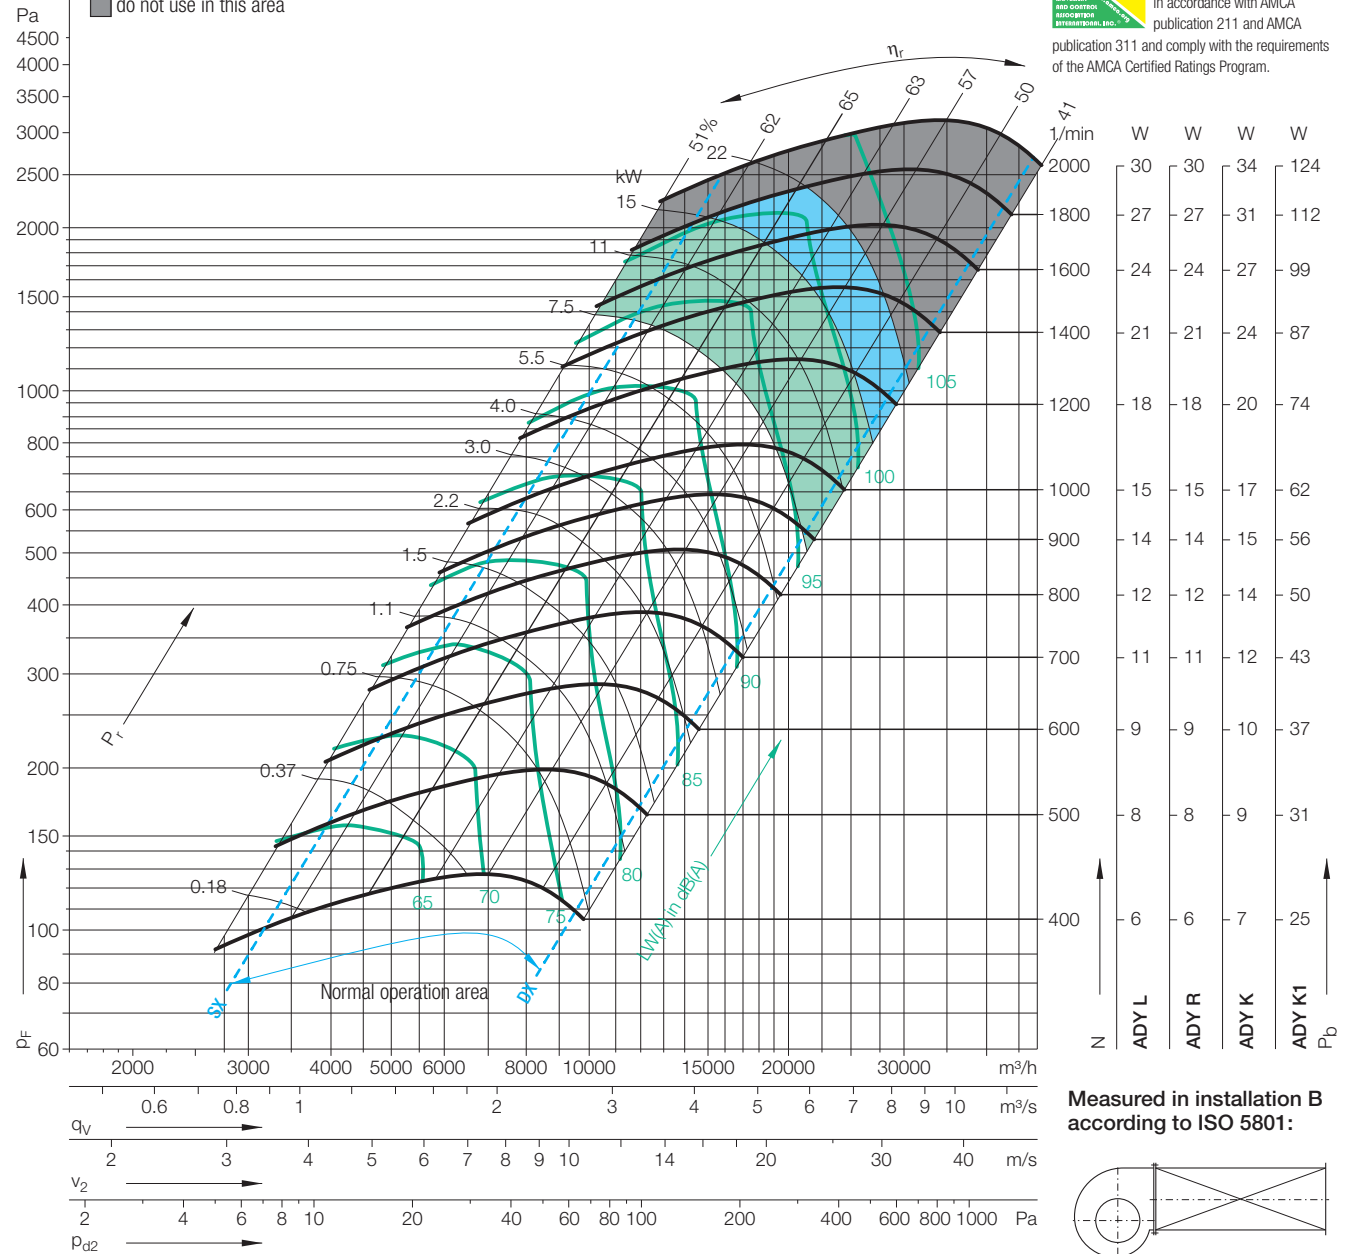 do not use in this area
AND CONTROL
ASSOCIATION
INTERNATIONAL, INC.®
in accordance with AMCA
publication 211 and AMCA
publication 311 and comply with the requirements
of the AMCA Certified Ratings Program.
Pa
4500
4000
3500
3000
2500
2000
1500
1000
800
600
500
400
300
200
150
100
80
60
pF
Pr
ηr
51%
62
65
63
57
50
41
kW
22
15
11
7.5
5.5
4.0
3.0
2.2
1.5
1.1
0.75
0.37
0.18
105
100
95
90
85
80
75
70
65
LW(A) in dB(A)
SX
DX
Normal operation area
1/min W W W W
2000 30 30 34 124
1800 27 27 31 112
1600 24 24 27 99
1400 21 21 24 87
1200 18 18 20 74
1000 15 15 17 62
900 14 14 15 56
800 12 12 14 50
700 11 11 12 43
600 9 9 10 37
500 8 8 9 31
400 6 6 7 25
N ADY L ADY R ADY K ADY K1 Pb
2000 3000 4000 5000 6000 8000 10000 15000 20000 30000 m³/h
0.6 0.8 1 2 3 4 5 6 7 8 9 10 m³/s
qV
2 3 4 5 6 7 8 9 10 14 20 30 40 m/s
v2
2 4 6 8 10 20 40 60 80 100 200 400 600 800 1000 Pa
pd2
Measured in installation B
according to ISO 5801: